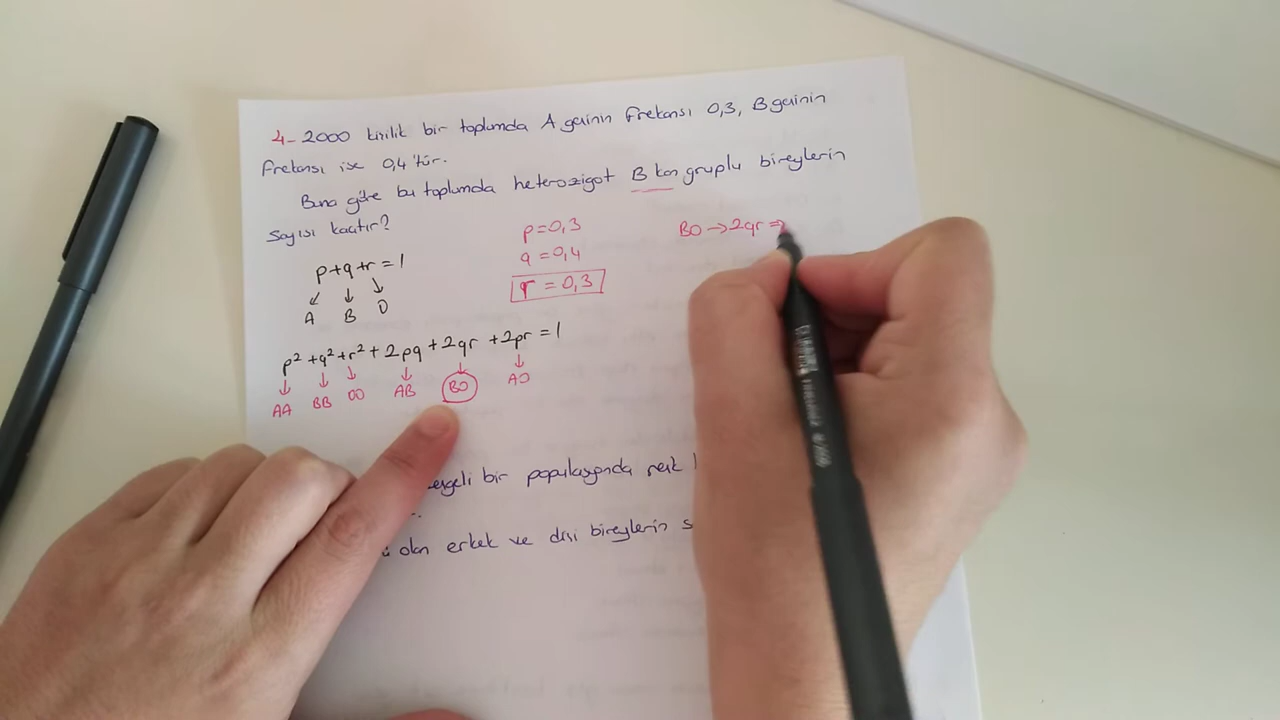 4- 2000 kişilik bir toplumda A geninin frekansı 0,3, B geninin
frekansı ise 0,4'tür.
Buna göre bu toplumda heterozigot B kan gruplu bireylerin
sayısı kaçtır?
p+q+r=1
A B O
p = 0,3
q = 0,4
r = 0,3
BO → 2qr ⇒
p² + q² + r² + 2pq + 2qr + 2pr = 1
AA BB OO AB BO AO
bir populasyonda
olan erkek ve dişi bireylerin s